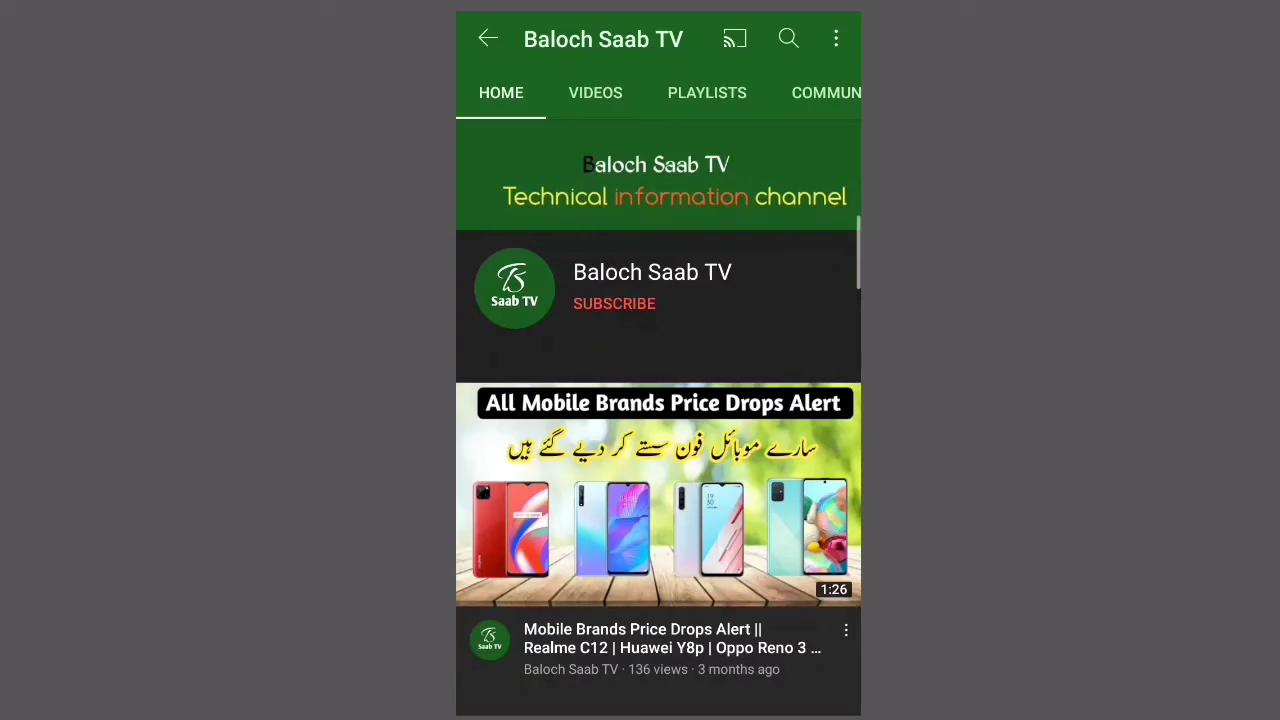 Baloch Saab TV
HOME
VIDEOS
PLAYLISTS
COMMUN
Baloch Saab TV
Technical information channel
Saab TV
Baloch Saab TV
SUBSCRIBE
All Mobile Brands Price Drops Alert
سارے موبائل فون سستے کر دیے گئے ہیں
1:26
Saab TV
Mobile Brands Price Drops Alert ||
Realme C12 | Huawei Y8p | Oppo Reno 3 ...
Baloch Saab TV · 136 views · 3 months ago